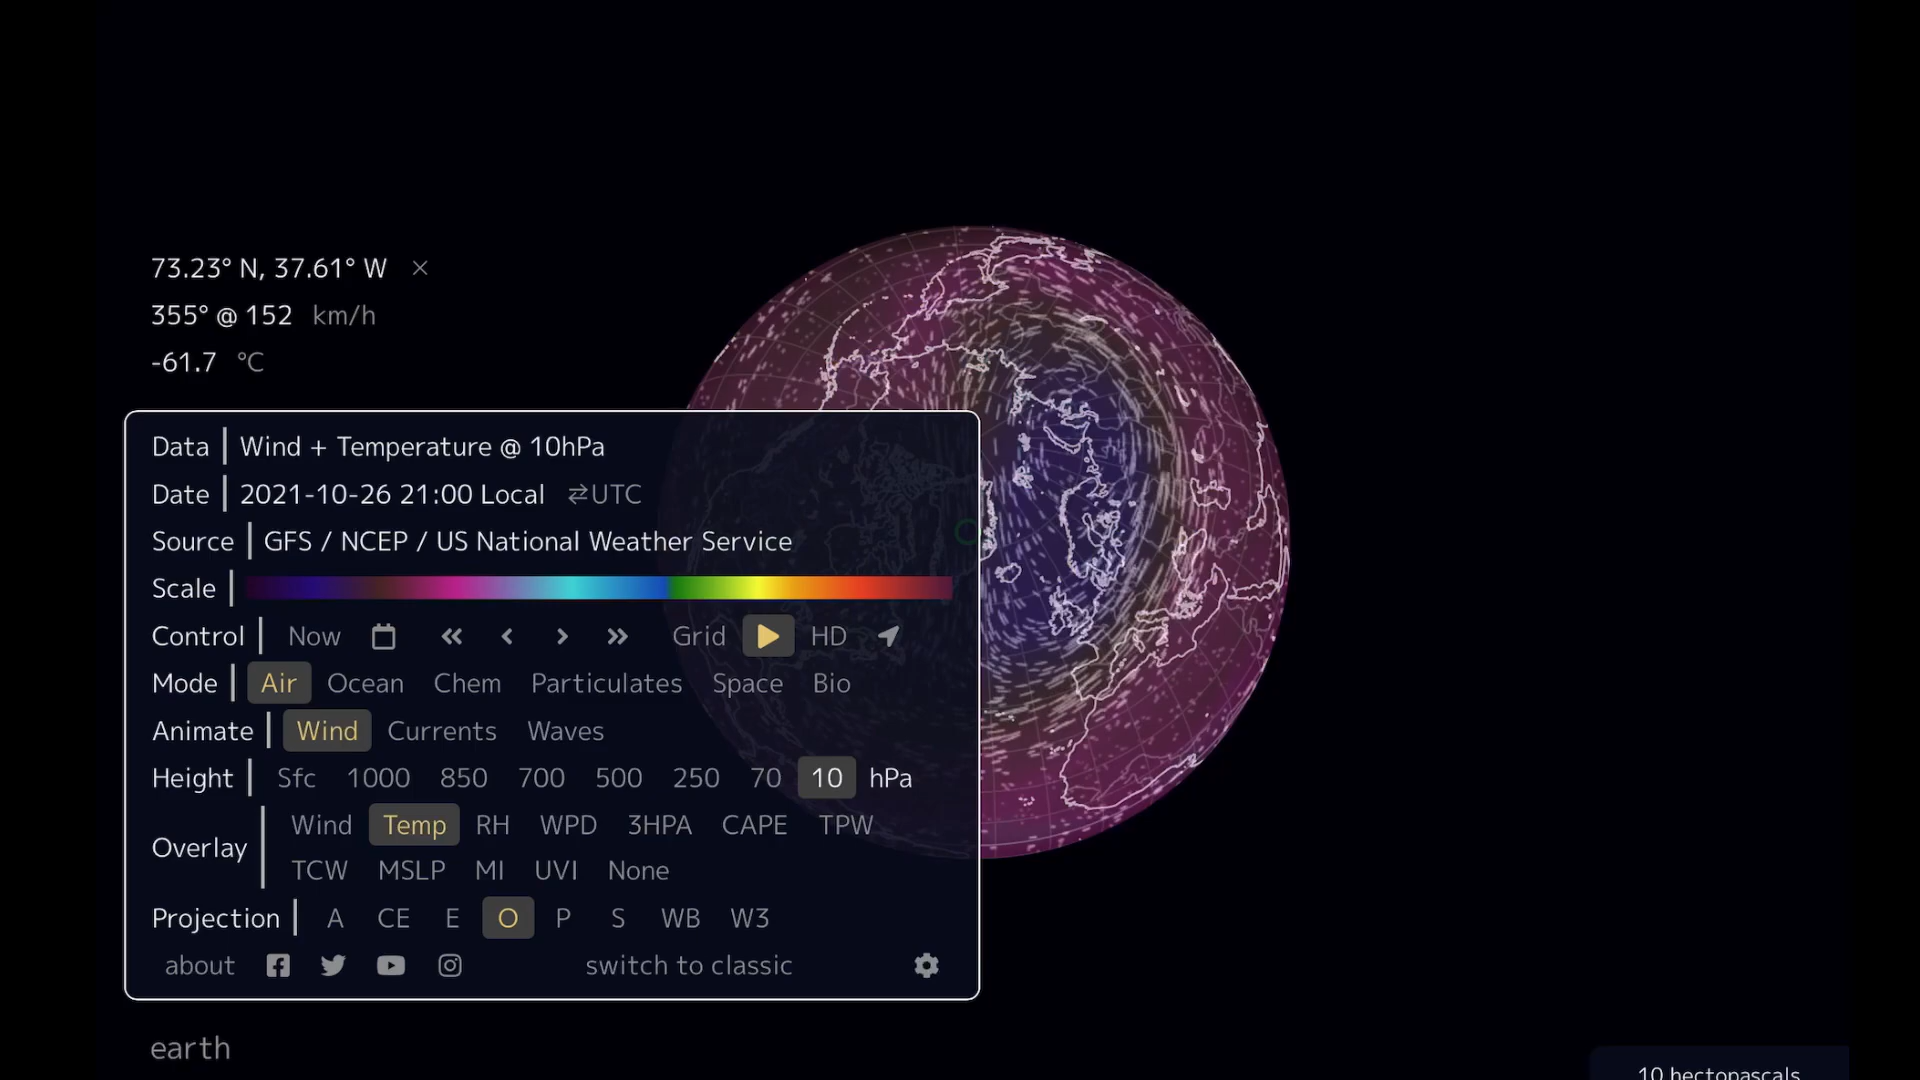 73.23° N, 37.61° W ×
355° @ 152 km/h
-61.7 °C
Data | Wind + Temperature @ 10hPa
Date | 2021-10-26 21:00 Local ⇄UTC
Source | GFS / NCEP / US National Weather Service
Scale |
Control | Now « ‹ › » Grid HD
Mode | Air Ocean Chem Particulates Space Bio
Animate | Wind Currents Waves
Height | Sfc 1000 850 700 500 250 70 10 hPa
Overlay | Wind Temp RH WPD 3HPA CAPE TPW
TCW MSLP MI UVI None
Projection | A CE E O P S WB W3
about switch to classic
earth
10 hectopascals